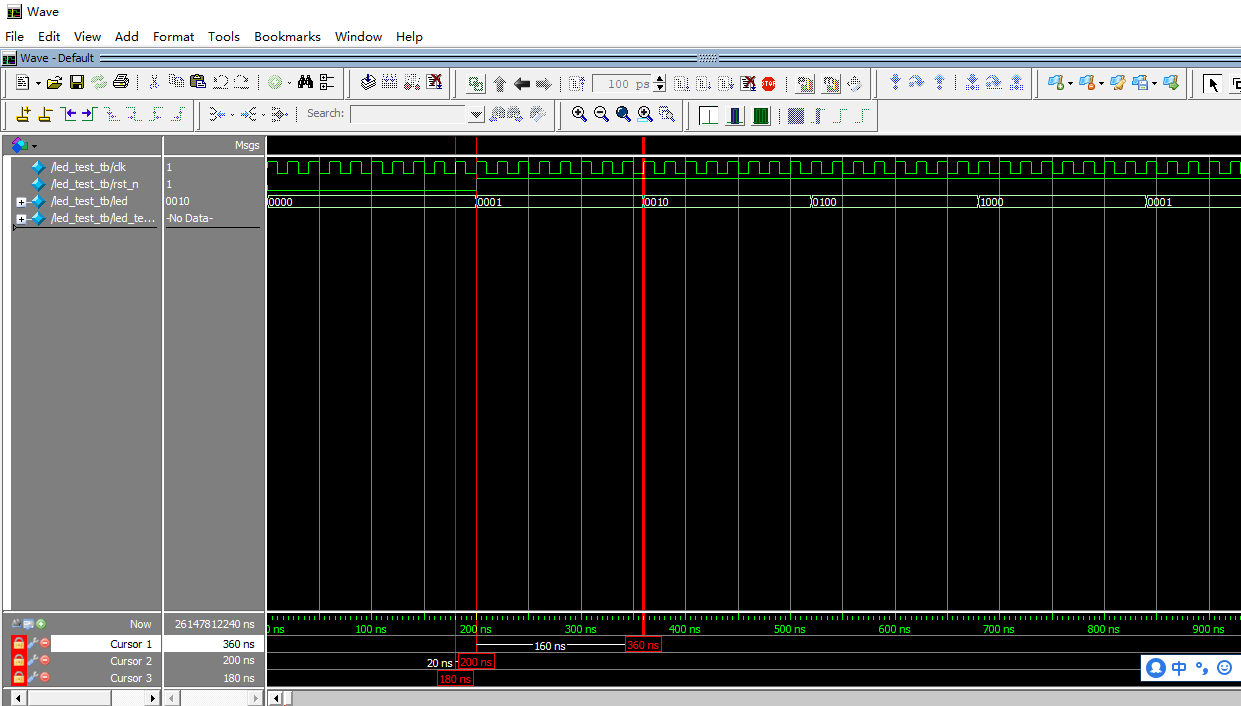 Wave
File Edit View Add Format Tools Bookmarks Window Help
Wave - Default
100 ps
STOP
Search:
Msgs
/led_test_tb/clk 1
/led_test_tb/rst_n 1
/led_test_tb/led 0010 0000 0001 0010 0100 1000 0001
/led_test_tb/led_te... -No Data-
Now 26147812240 ns ns 100 ns 200 ns 300 ns 400 ns 500 ns 600 ns 700 ns 800 ns 900 ns
Cursor 1 360 ns 160 ns 360 ns
Cursor 2 200 ns 20 ns 200 ns
Cursor 3 180 ns 180 ns
中 °,